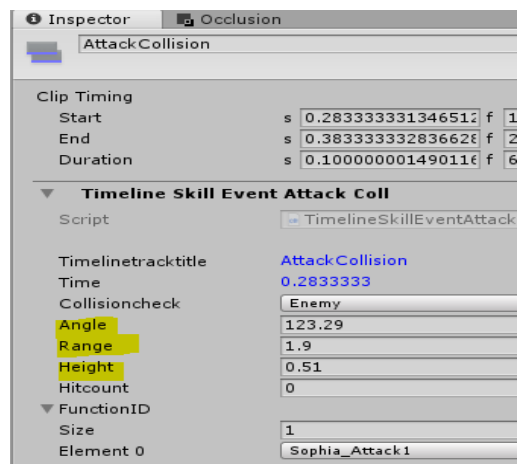 Inspector Occlusion
AttackCollision
Clip Timing
Start s 0.283333331346512 f 1
End s 0.383333332836628 f 2
Duration s 0.100000001490116 f 6
Timeline Skill Event Attack Coll
Script TimelineSkillEventAttack
Timelinetracktitle AttackCollision
Time 0.2833333
Collisioncheck Enemy
Angle 123.29
Range 1.9
Height 0.51
Hitcount 0
FunctionID
Size 1
Element 0 Sophia_Attack1